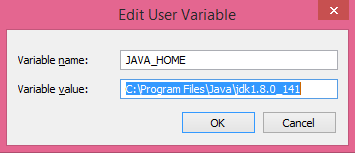 Edit User Variable
Variable name: JAVA_HOME
Variable value: C:\Program Files\Java\jdk1.8.0_141
OK Cancel